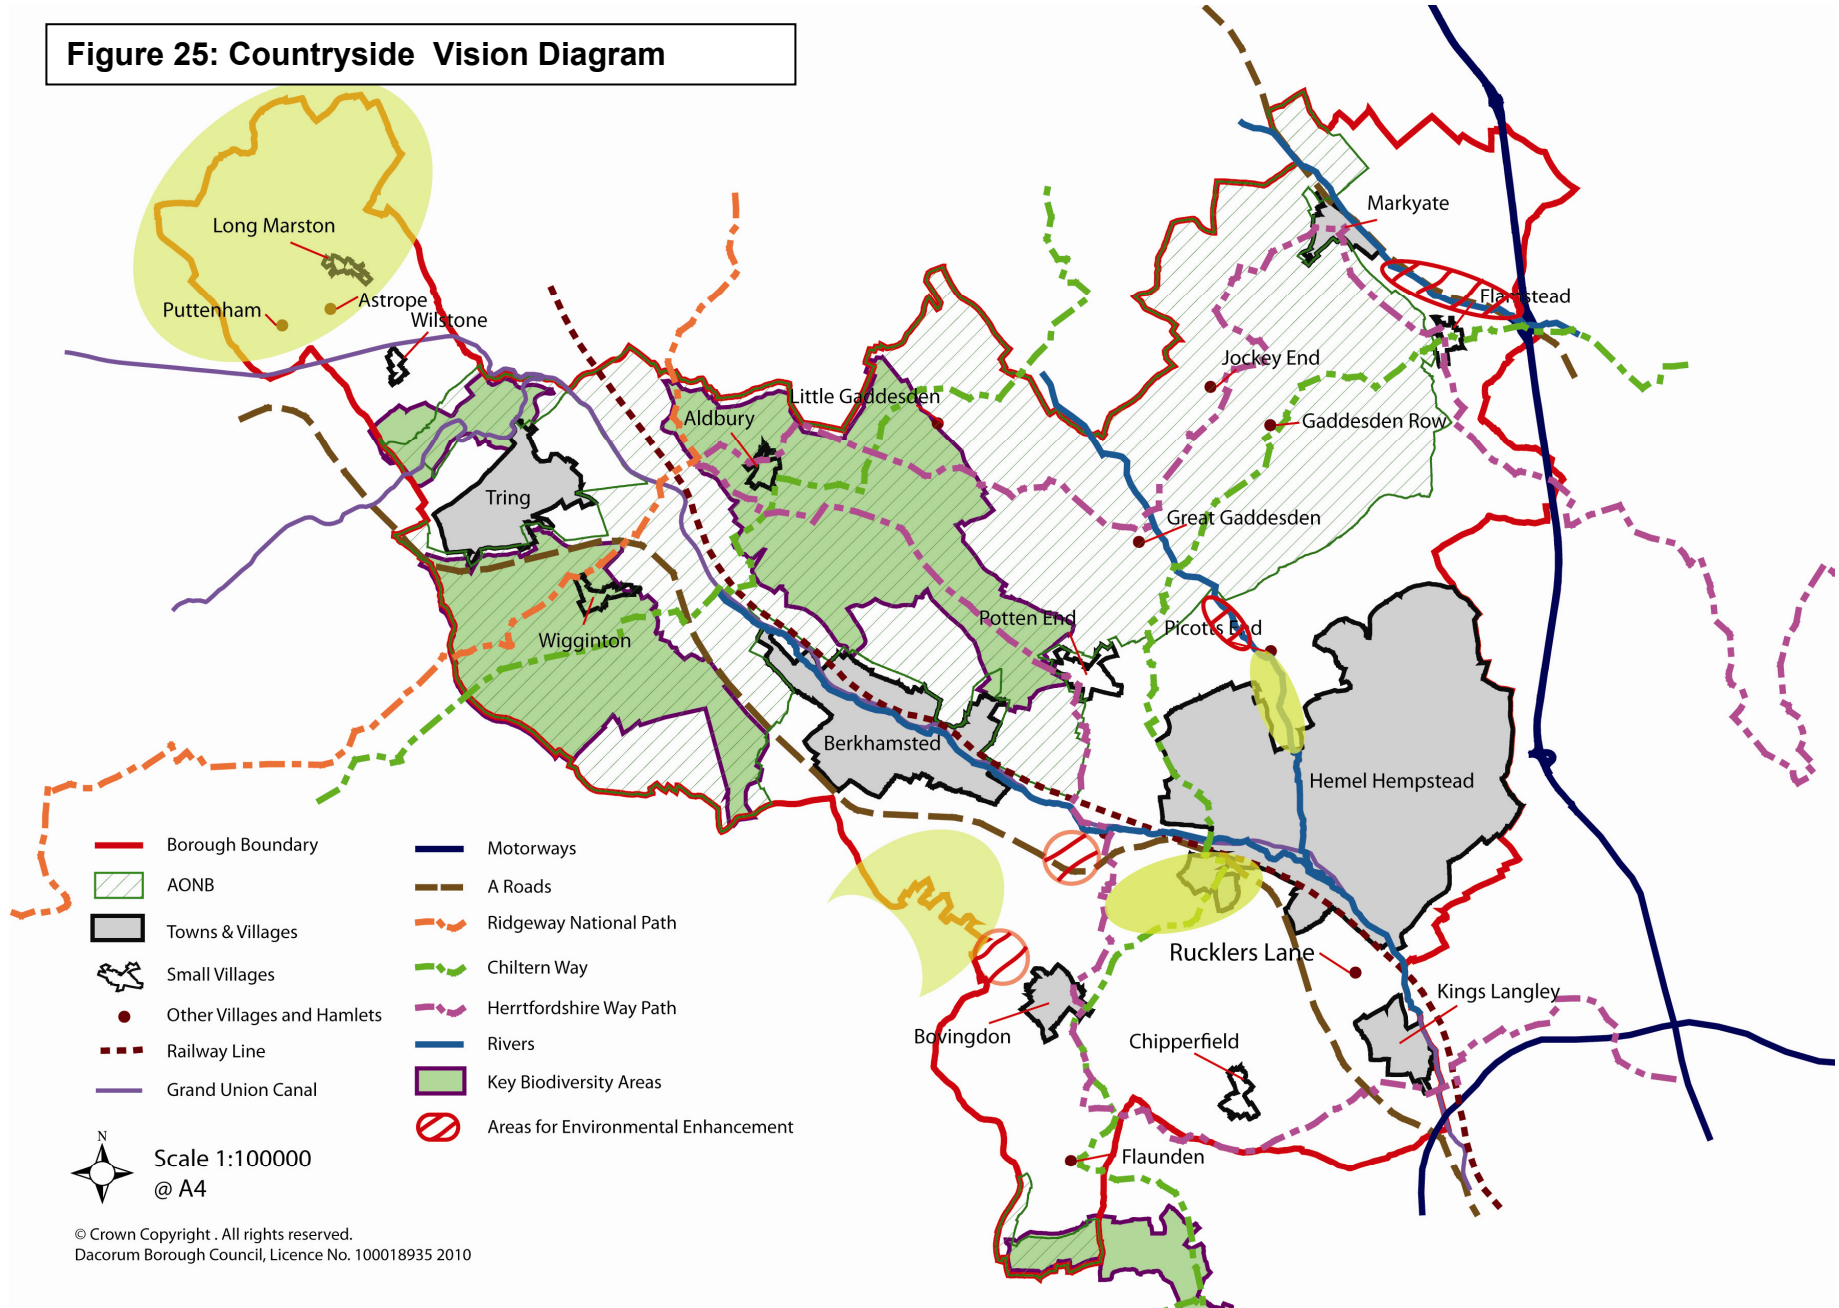 Figure 25: Countryside Vision Diagram
Markyate
Long Marston
Flamstead
Astrope
Puttenham
Wilstone
Jockey End
Little Gaddesden
Aldbury
Gaddesden Row
Tring
Great Gaddesden
Potten End
Picotts End
Wigginton
Berkhamsted
Hemel Hempstead
Rucklers Lane
Kings Langley
Bovingdon
Chipperfield
Flaunden
Borough Boundary
AONB
Towns & Villages
Small Villages
Other Villages and Hamlets
Railway Line
Grand Union Canal
Motorways
A Roads
Ridgeway National Path
Chiltern Way
Herrtfordshire Way Path
Rivers
Key Biodiversity Areas
Areas for Environmental Enhancement
N
Scale 1:100000
@ A4
© Crown Copyright . All rights reserved.
Dacorum Borough Council, Licence No. 100018935 2010